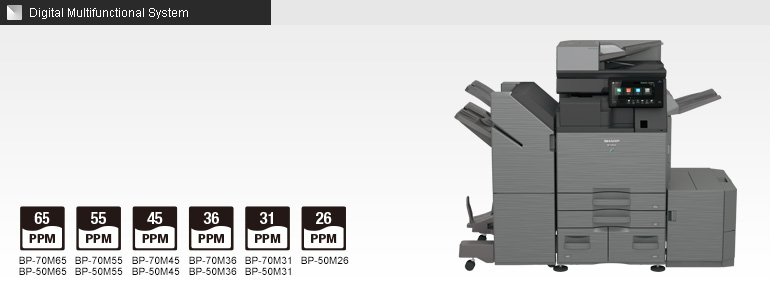 Digital Multifunctional System
SHARP
65 PPM
55 PPM
45 PPM
36 PPM
31 PPM
26 PPM
BP-70M65 BP-70M55 BP-70M45 BP-70M36 BP-70M31 BP-50M26
BP-50M65 BP-50M55 BP-50M45 BP-50M36 BP-50M31